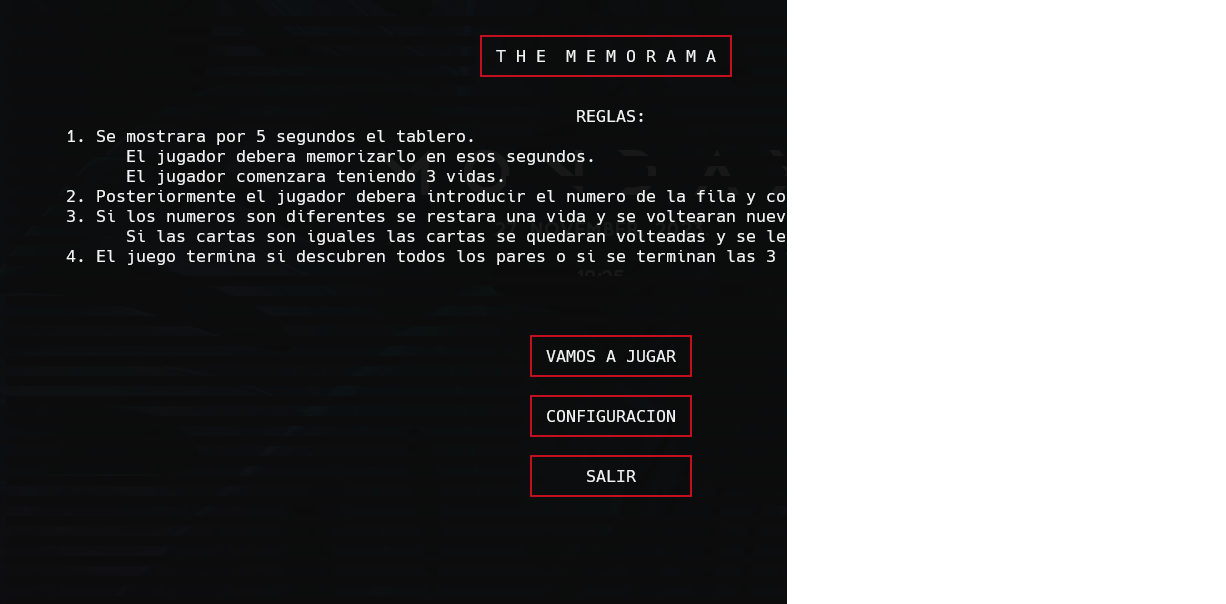 T H E  M E M O R A M A
REGLAS:
1. Se mostrara por 5 segundos el tablero.
El jugador debera memorizarlo en esos segundos.
El jugador comenzara teniendo 3 vidas.
2. Posteriormente el jugador debera introducir el numero de la fila y co
3. Si los numeros son diferentes se restara una vida y se voltearan nuev
27 NOVEMBER, 2023
Si las cartas son iguales las cartas se quedaran volteadas y se le
4. El juego termina si descubren todos los pares o si se terminan las 3
VAMOS A JUGAR
CONFIGURACION
SALIR